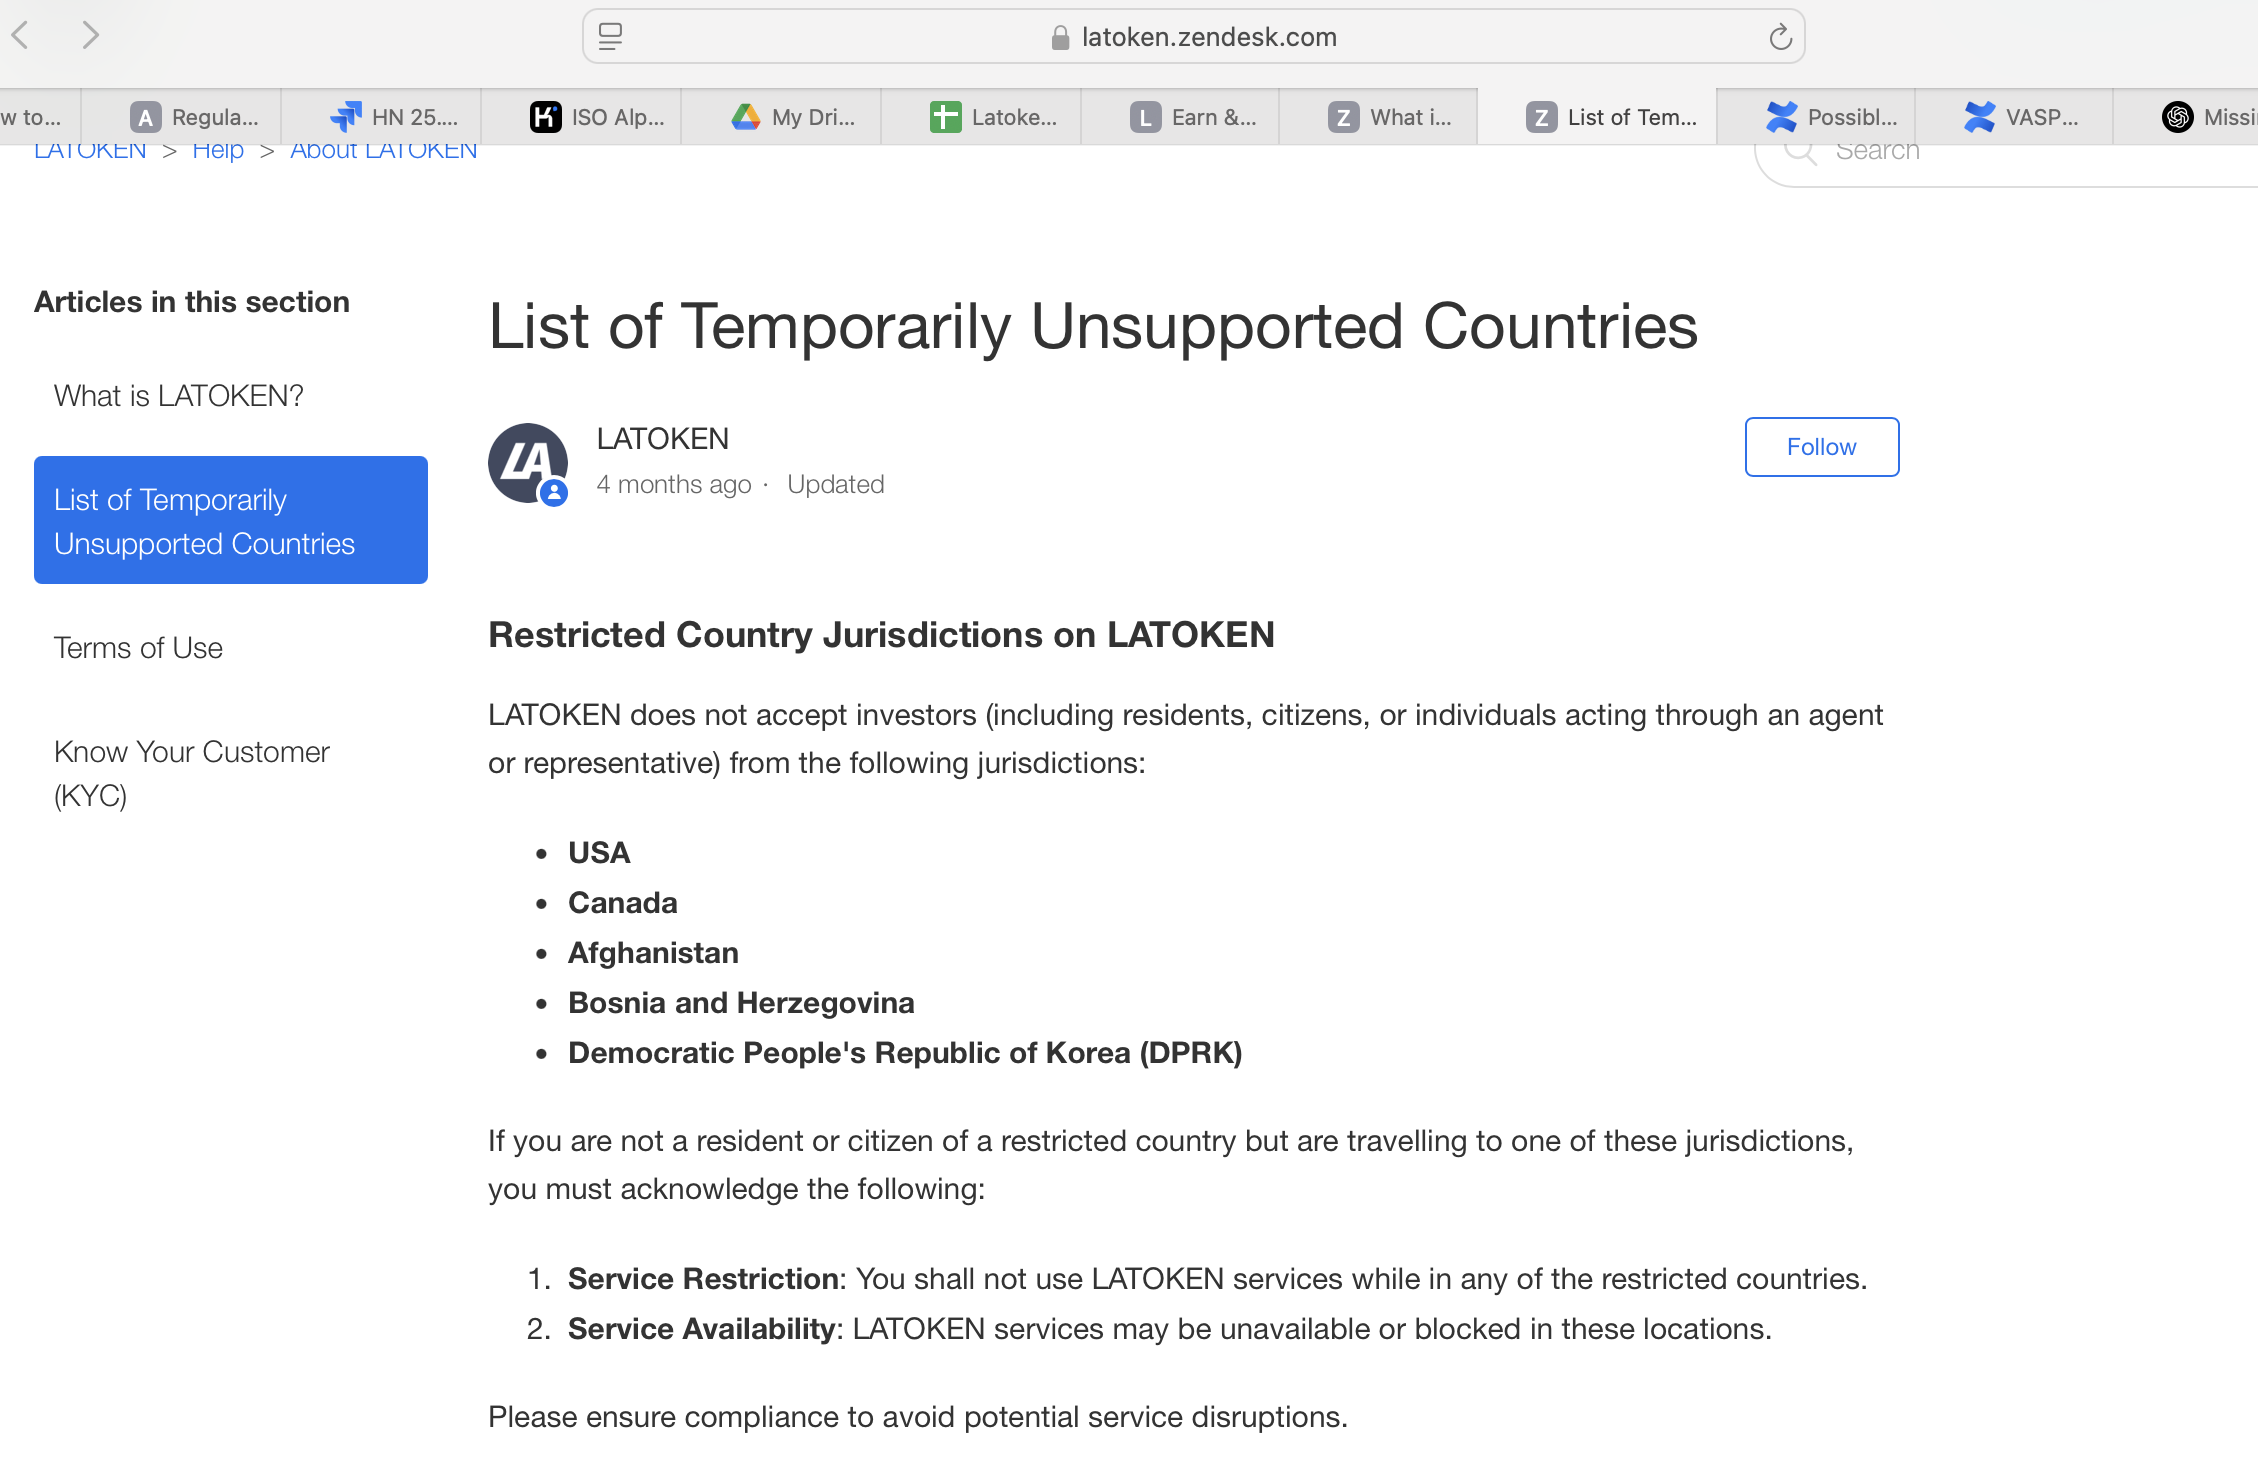 latoken.zendesk.com
w to...
A Regula...
HN 25....
K ISO Alp...
My Dri...
Latoke...
L Earn &...
Z What i...
Z List of Tem...
Possibl...
VASP...
Missi
LATOKEN > Help > About LATOKEN
Search
Articles in this section
What is LATOKEN?
List of Temporarily
Unsupported Countries
Terms of Use
Know Your Customer
(KYC)
List of Temporarily Unsupported Countries
LA
LATOKEN
4 months ago · Updated
Follow
Restricted Country Jurisdictions on LATOKEN
LATOKEN does not accept investors (including residents, citizens, or individuals acting through an agent
or representative) from the following jurisdictions:
• USA
• Canada
• Afghanistan
• Bosnia and Herzegovina
• Democratic People's Republic of Korea (DPRK)
If you are not a resident or citizen of a restricted country but are travelling to one of these jurisdictions,
you must acknowledge the following:
1. Service Restriction: You shall not use LATOKEN services while in any of the restricted countries.
2. Service Availability: LATOKEN services may be unavailable or blocked in these locations.
Please ensure compliance to avoid potential service disruptions.